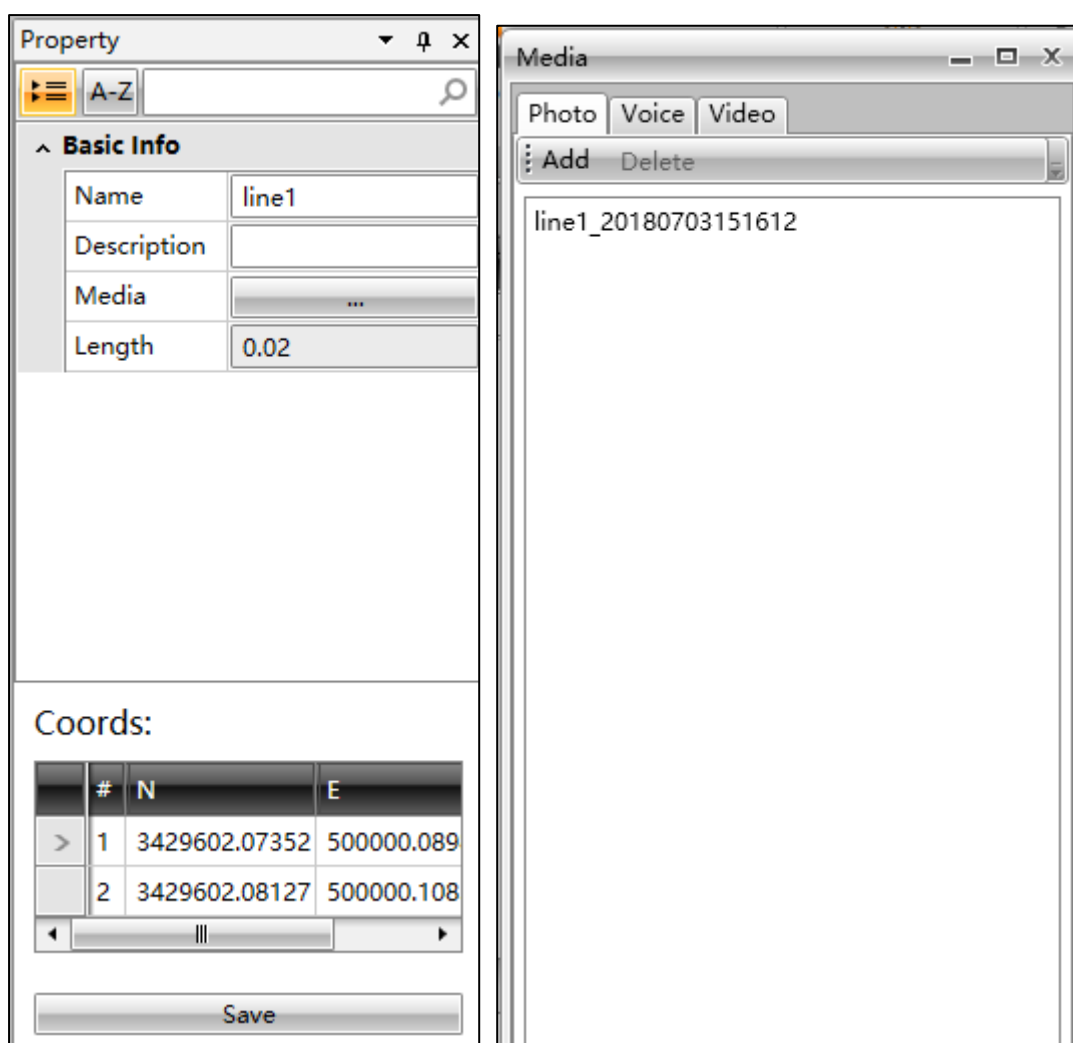 Property
A-Z
Basic Info
Name line1
Description
Media ...
Length 0.02
Coords:
# N E
1 3429602.07352 500000.089
2 3429602.08127 500000.108
Save
Media
Photo Voice Video
Add Delete
line1_20180703151612